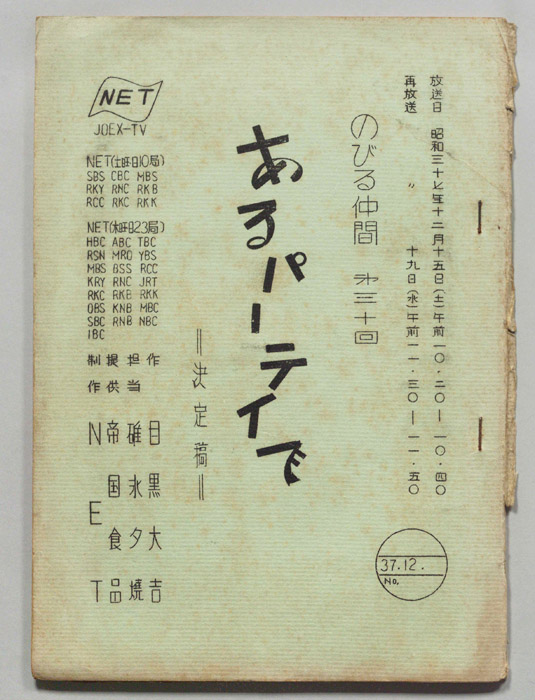 放送日 昭和三十七年十二月十五日(土)午前一〇・二〇―一〇・四〇
再放送 〃 十九日(水)午前一一・三〇―一一・五〇
のびる仲間 第三十回
あるパーティで
＝決定稿＝
NET
JOEX-TV
NET(土曜日10局)
SBS CBC MBS
RKY RNC RKB
RCC RKC RKK
NET(水曜日23局)
HBC ABC TBC
RSN MRO YBS
MBS BSS RCC
KRY RNC JRT
RKC RKB RKK
OBS KNB MBC
SBC RNB NBC
IBC
作 目黒大吉
担当 碓氷夕焼
提供 帝国食品
制作 NET
37.12.
No.